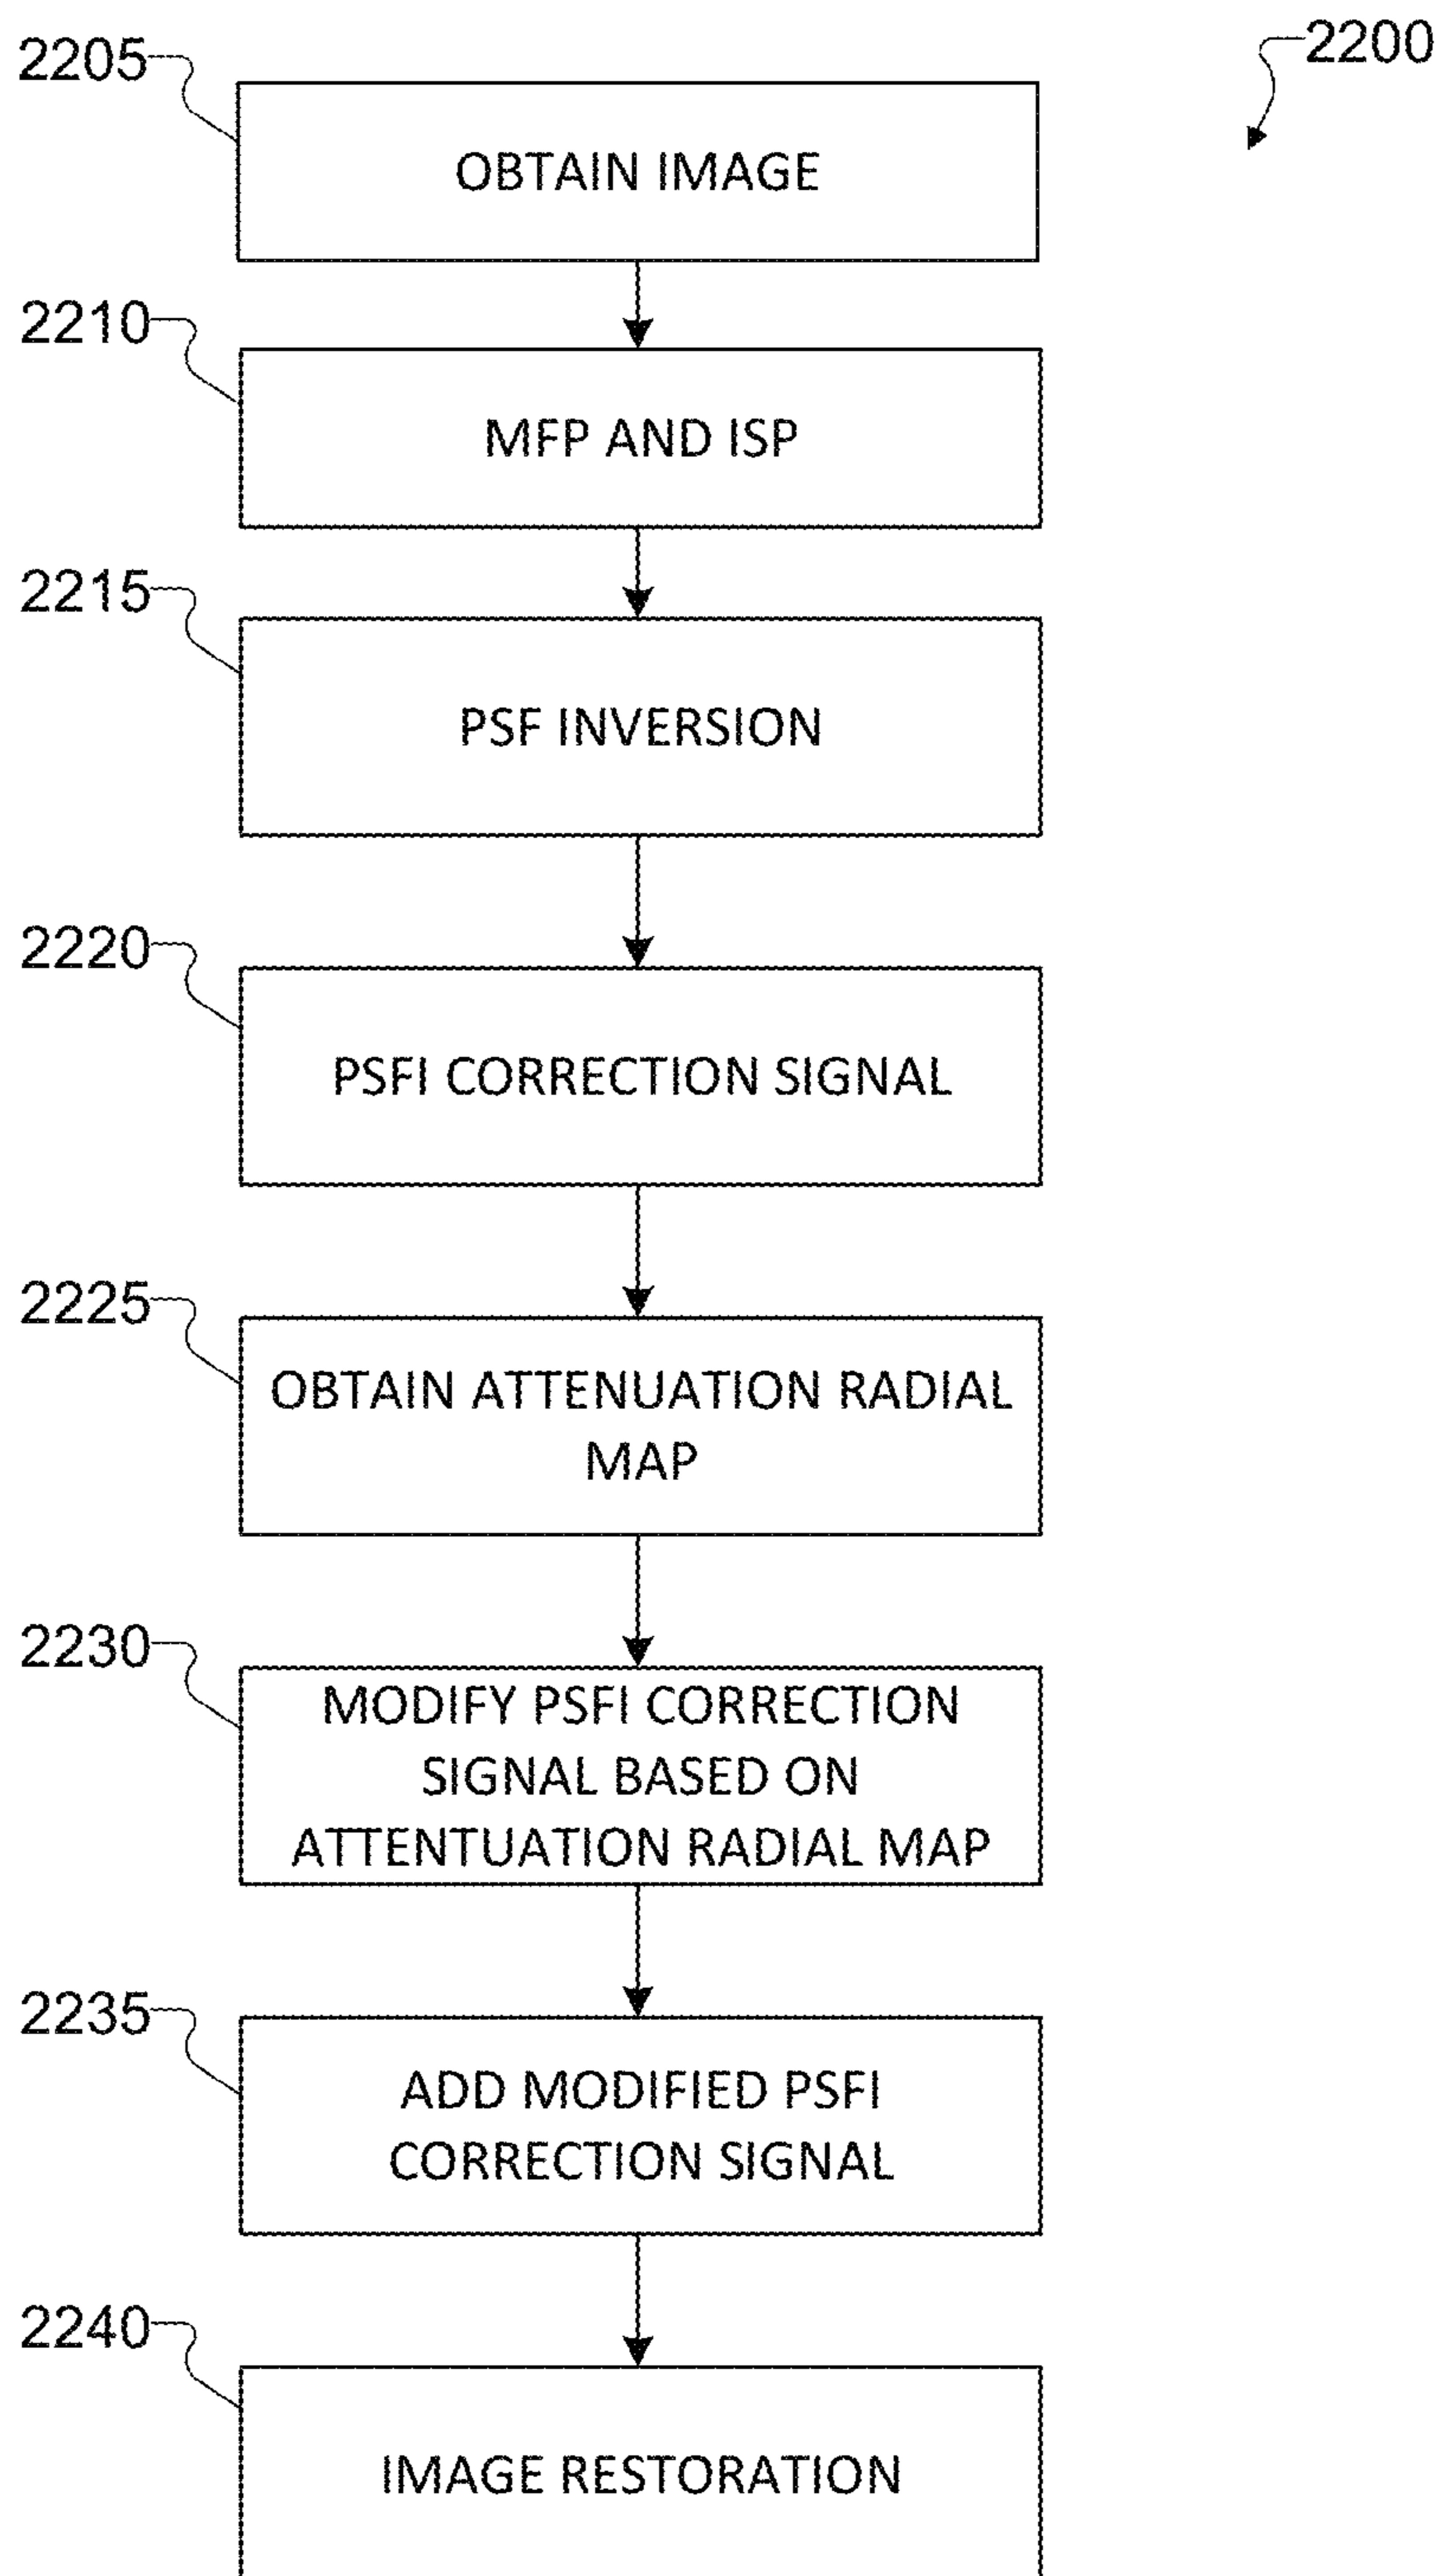 2200
2205
OBTAIN IMAGE
2210
MFP AND ISP
2215
PSF INVERSION
2220
PSFI CORRECTION SIGNAL
2225
OBTAIN ATTENUATION RADIAL
MAP
2230
MODIFY PSFI CORRECTION
SIGNAL BASED ON
ATTENTUATION RADIAL MAP
2235
ADD MODIFIED PSFI
CORRECTION SIGNAL
2240
IMAGE RESTORATION